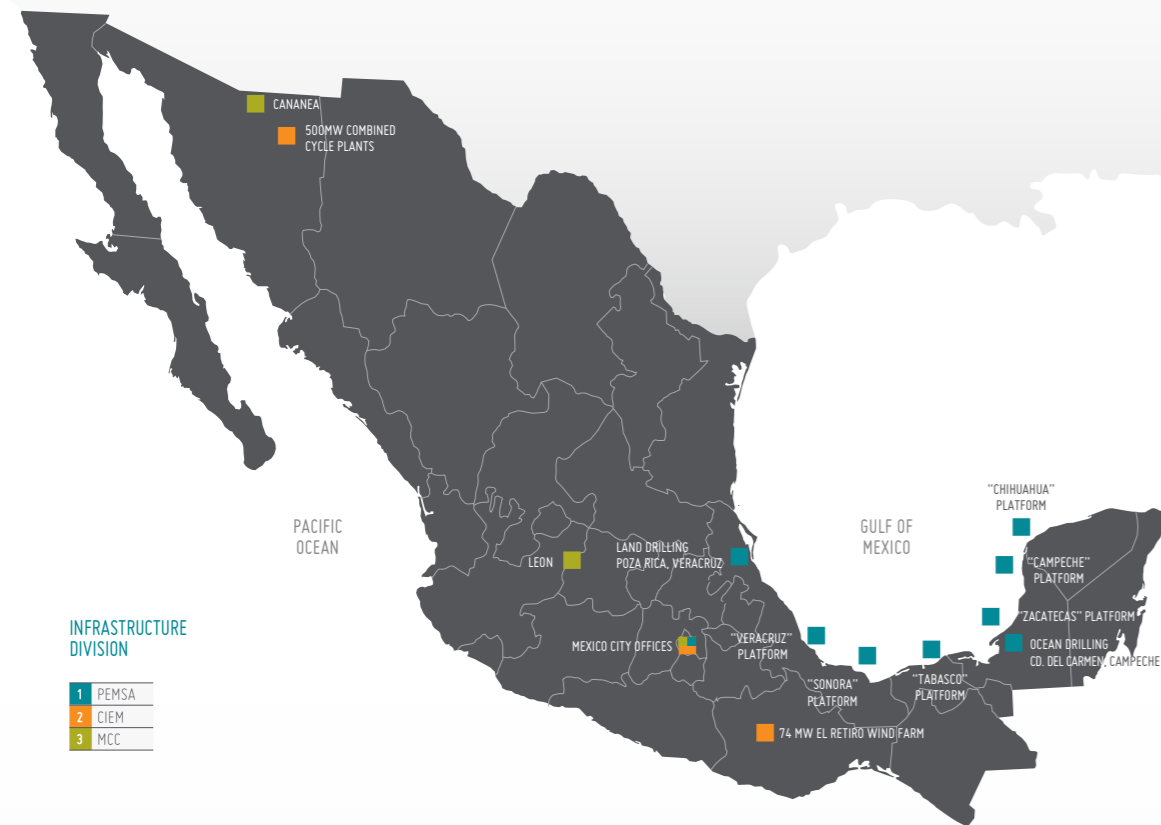 CANANEA
500MW COMBINED
CYCLE PLANTS
"CHIHUAHUA"
PLATFORM
PACIFIC
OCEAN
GULF OF
MEXICO
LEON
LAND DRILLING
POZA RICA, VERACRUZ
"CAMPECHE"
PLATFORM
"ZACATECAS" PLATFORM
OCEAN DRILLING
CD. DEL CARMEN, CAMPECHE
MEXICO CITY OFFICES
"VERACRUZ"
PLATFORM
"SONORA"
PLATFORM
"TABASCO"
PLATFORM
74 MW EL RETIRO WIND FARM
INFRASTRUCTURE
DIVISION
1 PEMSA
2 CIEM
3 MCC